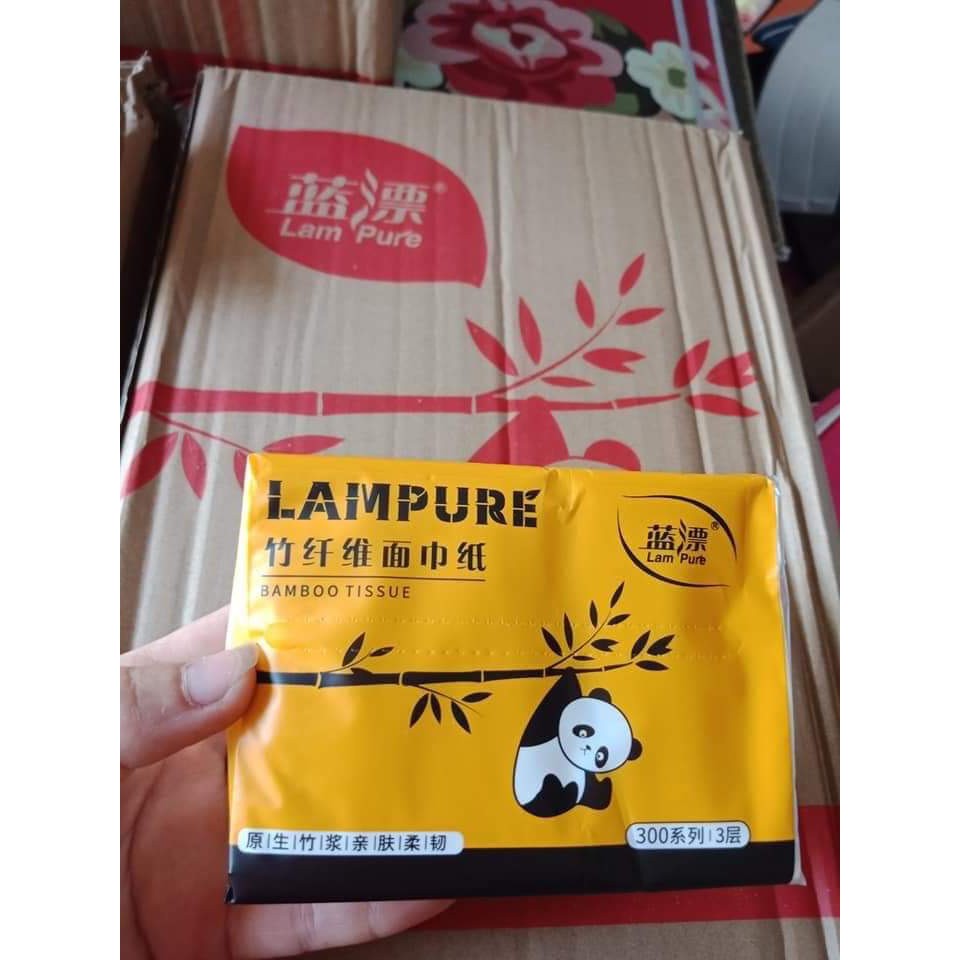 蓝漂®
Lam Pure
LAMPURE
竹纤维面巾纸
BAMBOO TISSUE
蓝漂®
Lam Pure
原|生|竹|浆|亲|肤|柔|韧
300系列|3层